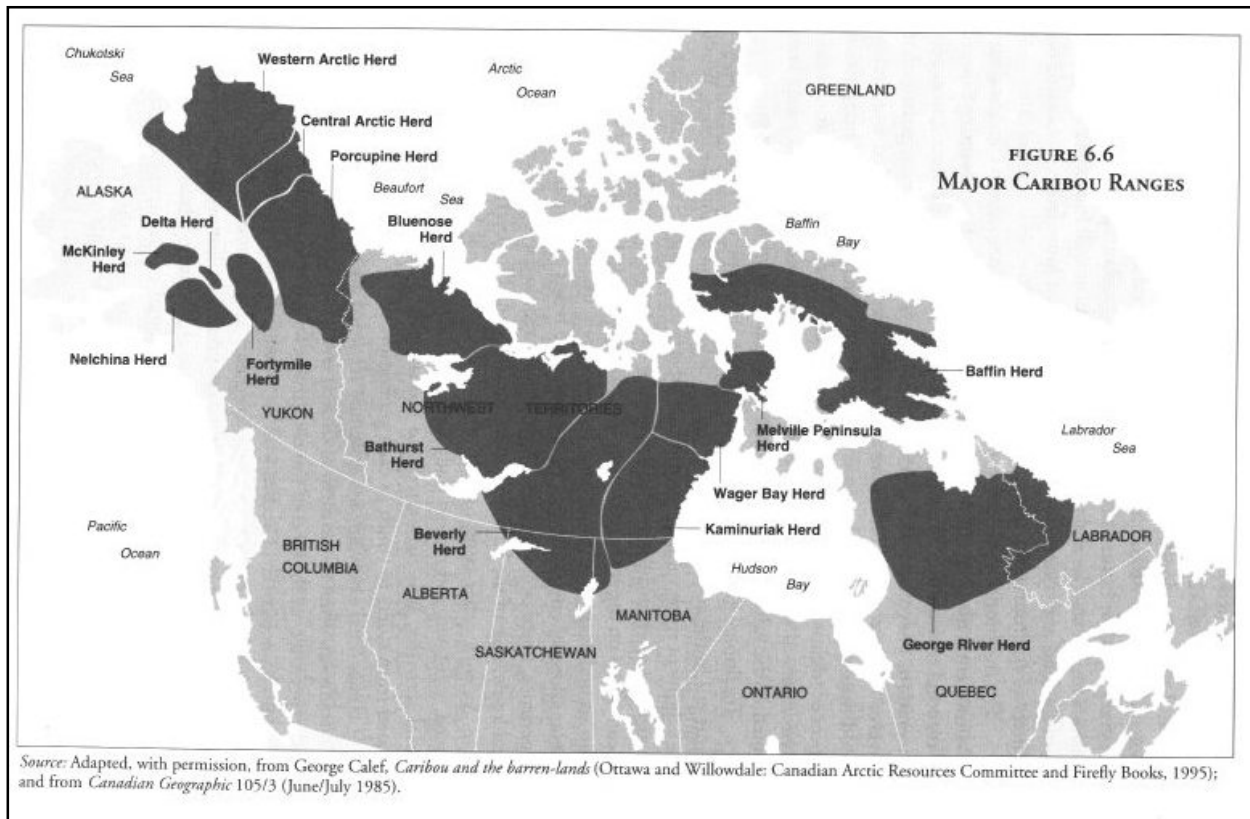 Chukotski
Sea
Western Arctic Herd
Arctic
Ocean
GREENLAND
Central Arctic Herd
FIGURE 6.6
MAJOR CARIBOU RANGES
Porcupine Herd
ALASKA
Beaufort
Sea
Delta Herd
Bluenose
Herd
Baffin
Bay
McKinley
Herd
Nelchina Herd
Fortymile
Herd
Baffin Herd
YUKON
NORTHWEST TERRITORIES
Melville Peninsula
Herd
Labrador
Sea
Bathurst
Herd
Wager Bay Herd
Pacific
Ocean
Beverly
Herd
Kaminuriak Herd
BRITISH
COLUMBIA
LABRADOR
Hudson
Bay
ALBERTA
MANITOBA
George River Herd
SASKATCHEWAN
ONTARIO
QUEBEC
Source: Adapted, with permission, from George Calef, Caribou and the barren-lands (Ottawa and Willowdale: Canadian Arctic Resources Committee and Firefly Books, 1995);
and from Canadian Geographic 105/3 (June/July 1985).